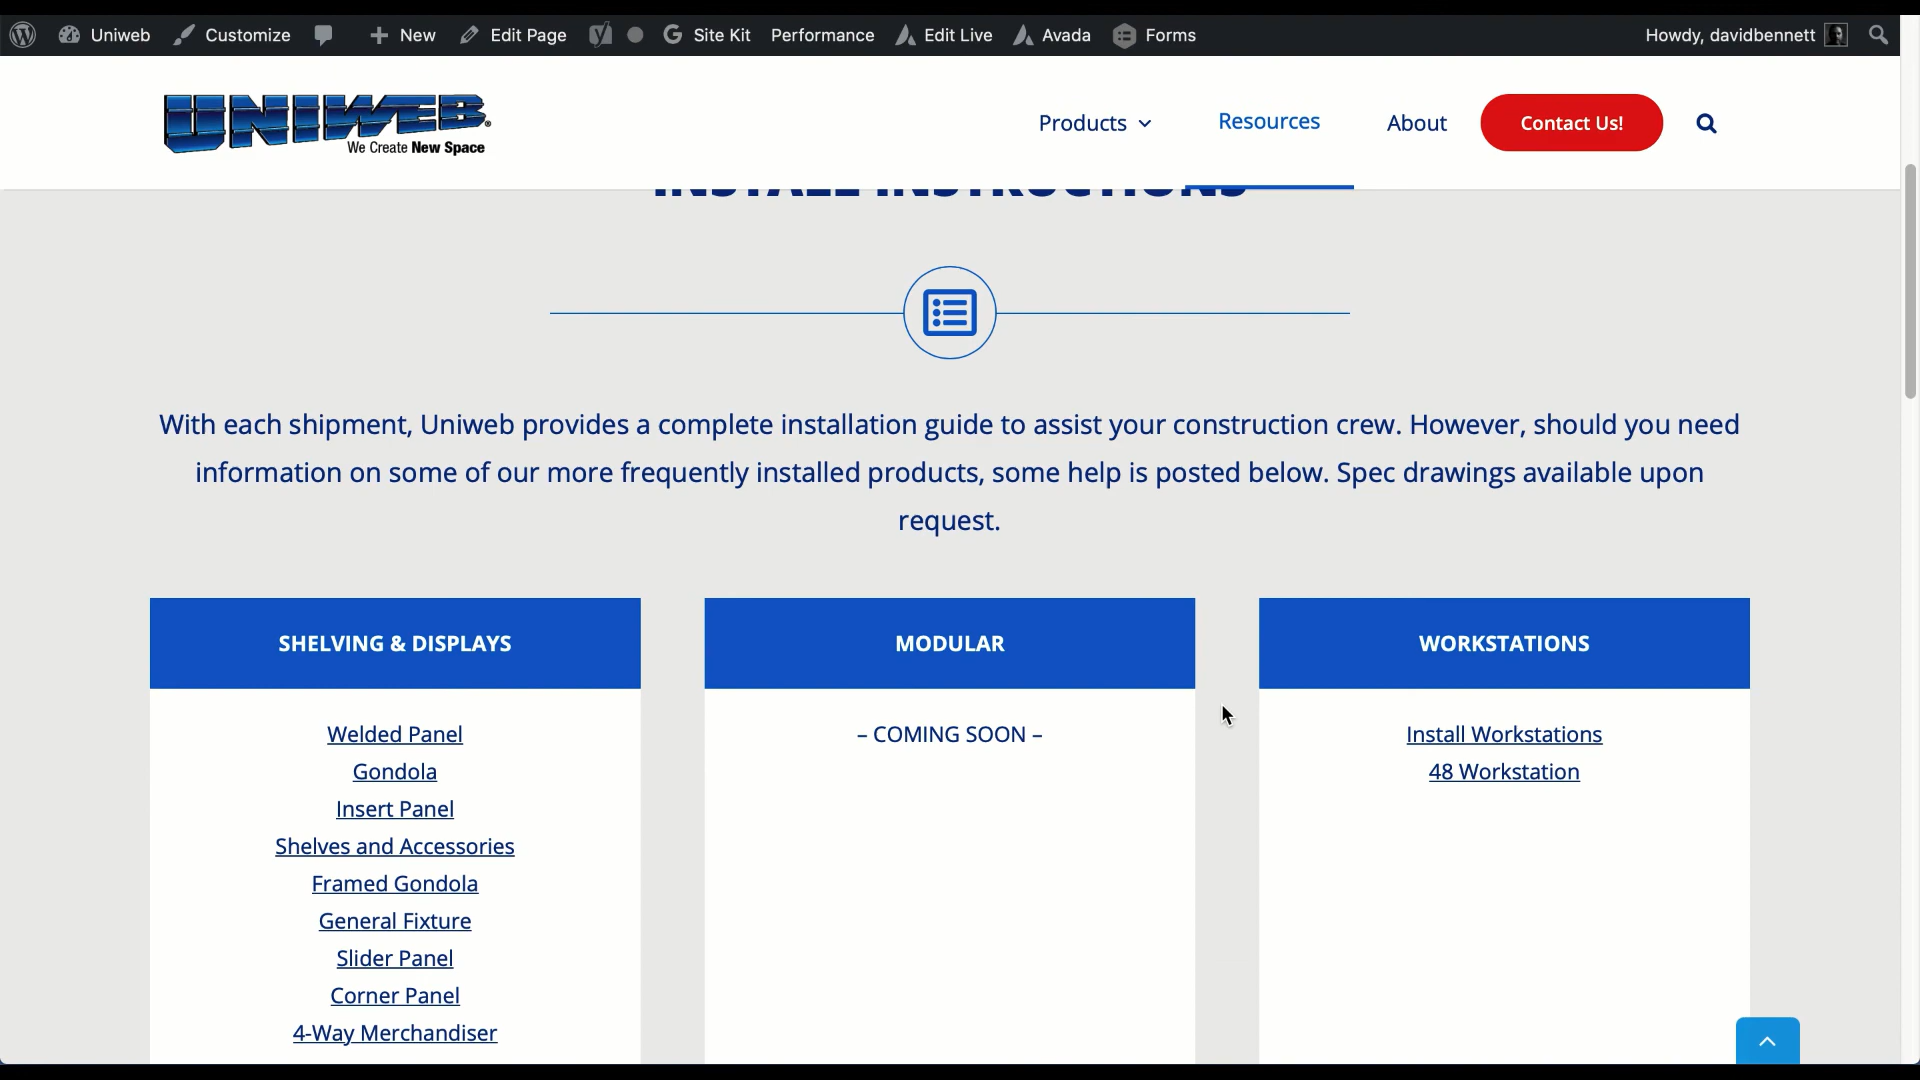 Uniweb Customize New Edit Page Site Kit Performance Edit Live Avada Forms Howdy, davidbennett
UNIWEB®
We Create New Space
Products Resources About Contact Us!
INSTALL INSTRUCTIONS
With each shipment, Uniweb provides a complete installation guide to assist your construction crew. However, should you need
information on some of our more frequently installed products, some help is posted below. Spec drawings available upon
request.
SHELVING & DISPLAYS
Welded Panel
Gondola
Insert Panel
Shelves and Accessories
Framed Gondola
General Fixture
Slider Panel
Corner Panel
4-Way Merchandiser
MODULAR
– COMING SOON –
WORKSTATIONS
Install Workstations
48 Workstation